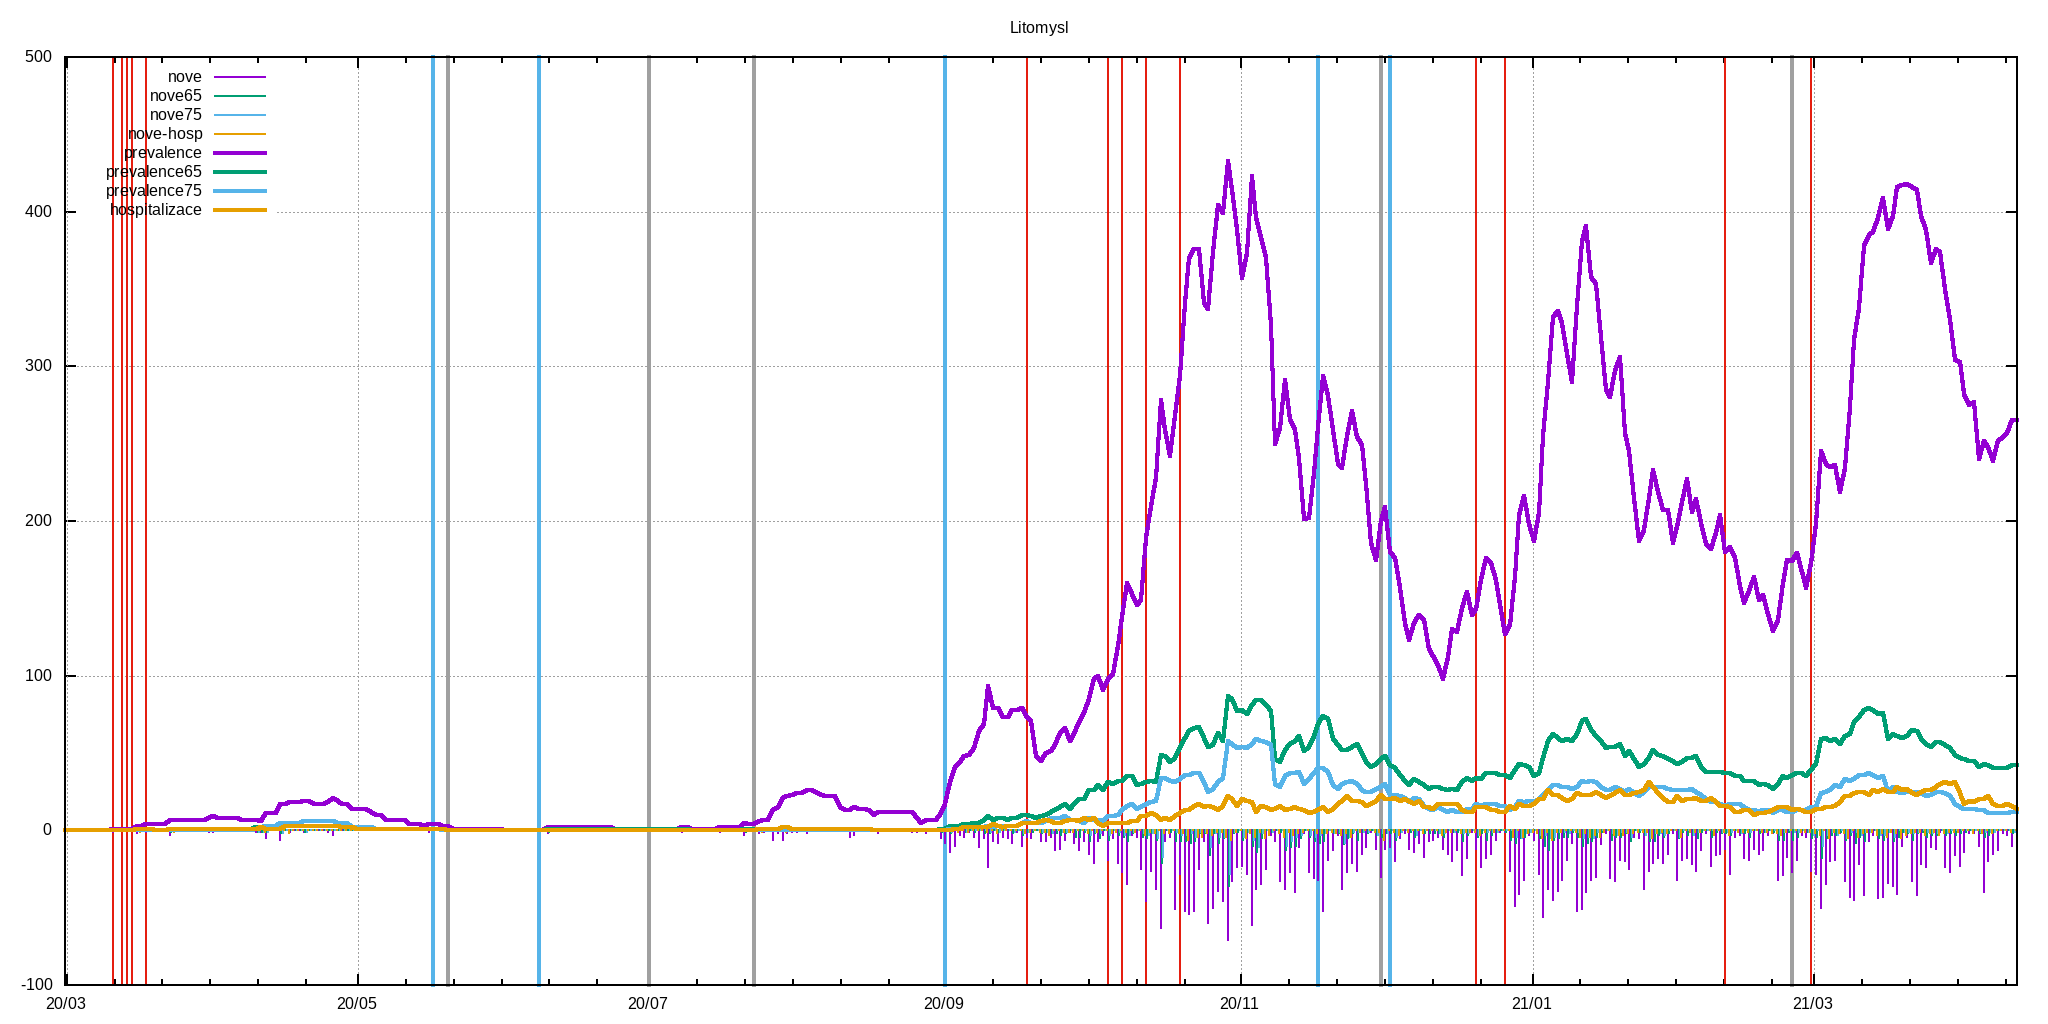 Litomysl
500
nove
nove65
nove75
nove-hosp
prevalence
prevalence65
prevalence75
hospitalizace
400
300
200
100
0
-100
20/03 20/05 20/07 20/09 20/11 21/01 21/03